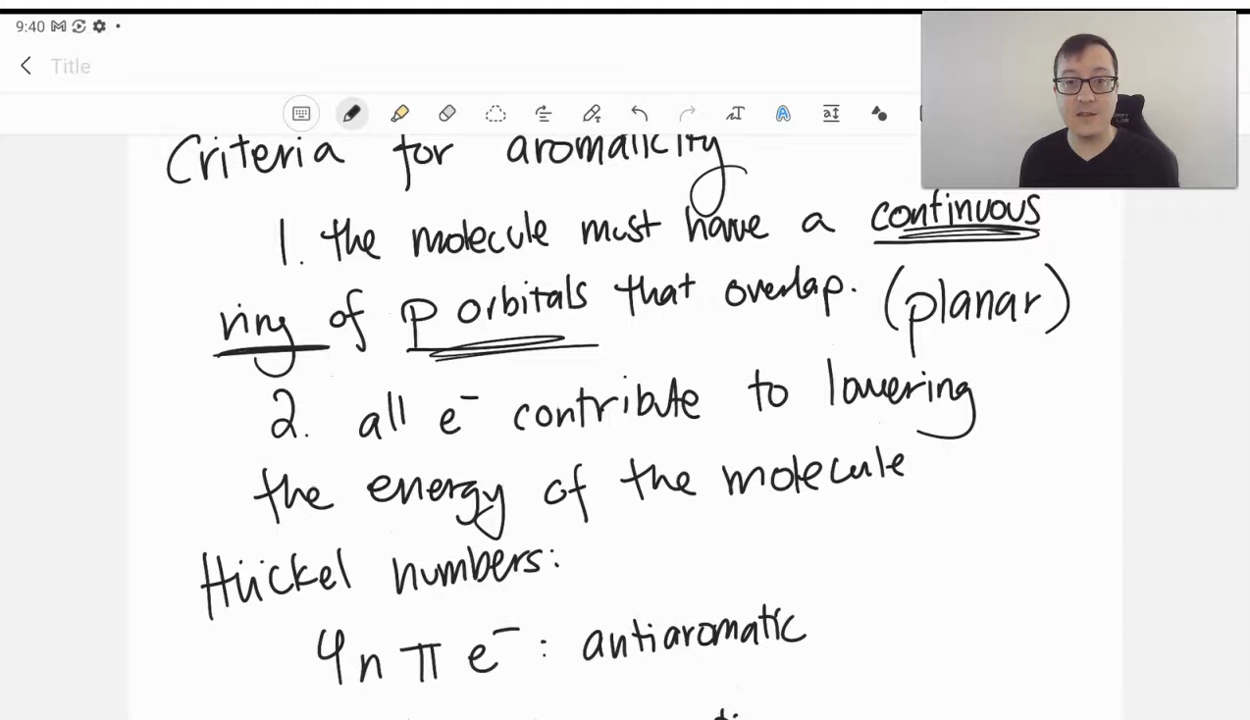 9:40
Title
Criteria for aromaticity
1. the molecule must have a continuous
ring of p orbitals that overlap. (planar)
2. all e⁻ contribute to lowering
the energy of the molecule
Hückel numbers:
4n π e⁻ : antiaromatic